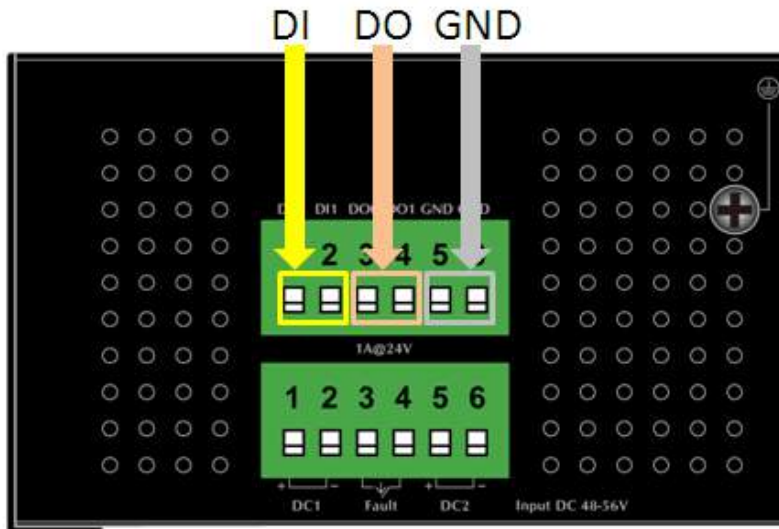 DI DO GND
DI1 DO1 GND
2 3 4 5
1A@24V
1 2 3 4 5 6
+ − + −
DC1 Fault DC2 Input DC 48-56V